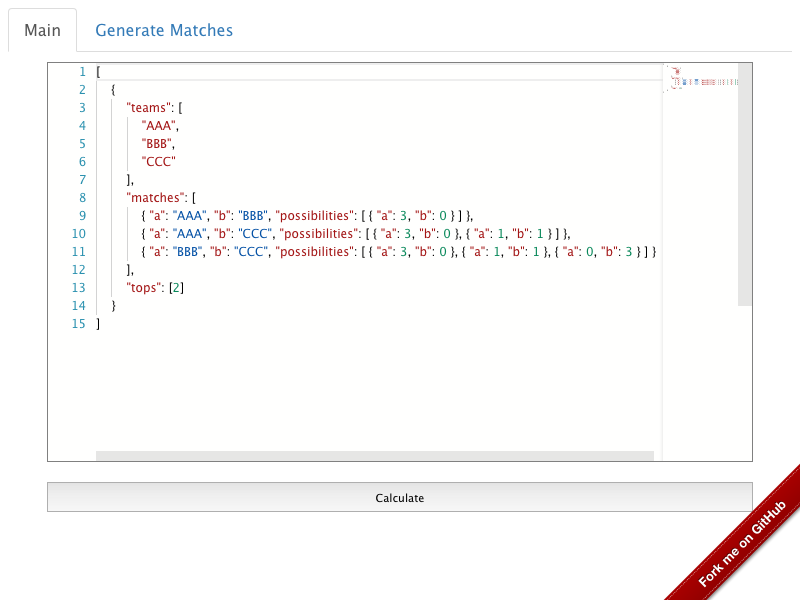 Main
Generate Matches
1 [
2 {
3 "teams": [
4 "AAA",
5 "BBB",
6 "CCC"
7 ],
8 "matches": [
9 { "a": "AAA", "b": "BBB", "possibilities": [ { "a": 3, "b": 0 } ] },
10 { "a": "AAA", "b": "CCC", "possibilities": [ { "a": 3, "b": 0 }, { "a": 1, "b": 1 } ] },
11 { "a": "BBB", "b": "CCC", "possibilities": [ { "a": 3, "b": 0 }, { "a": 1, "b": 1 }, { "a": 0, "b": 3 } ] }
12 ],
13 "tops": [2]
14 }
15 ]
Calculate
Fork me on GitHub